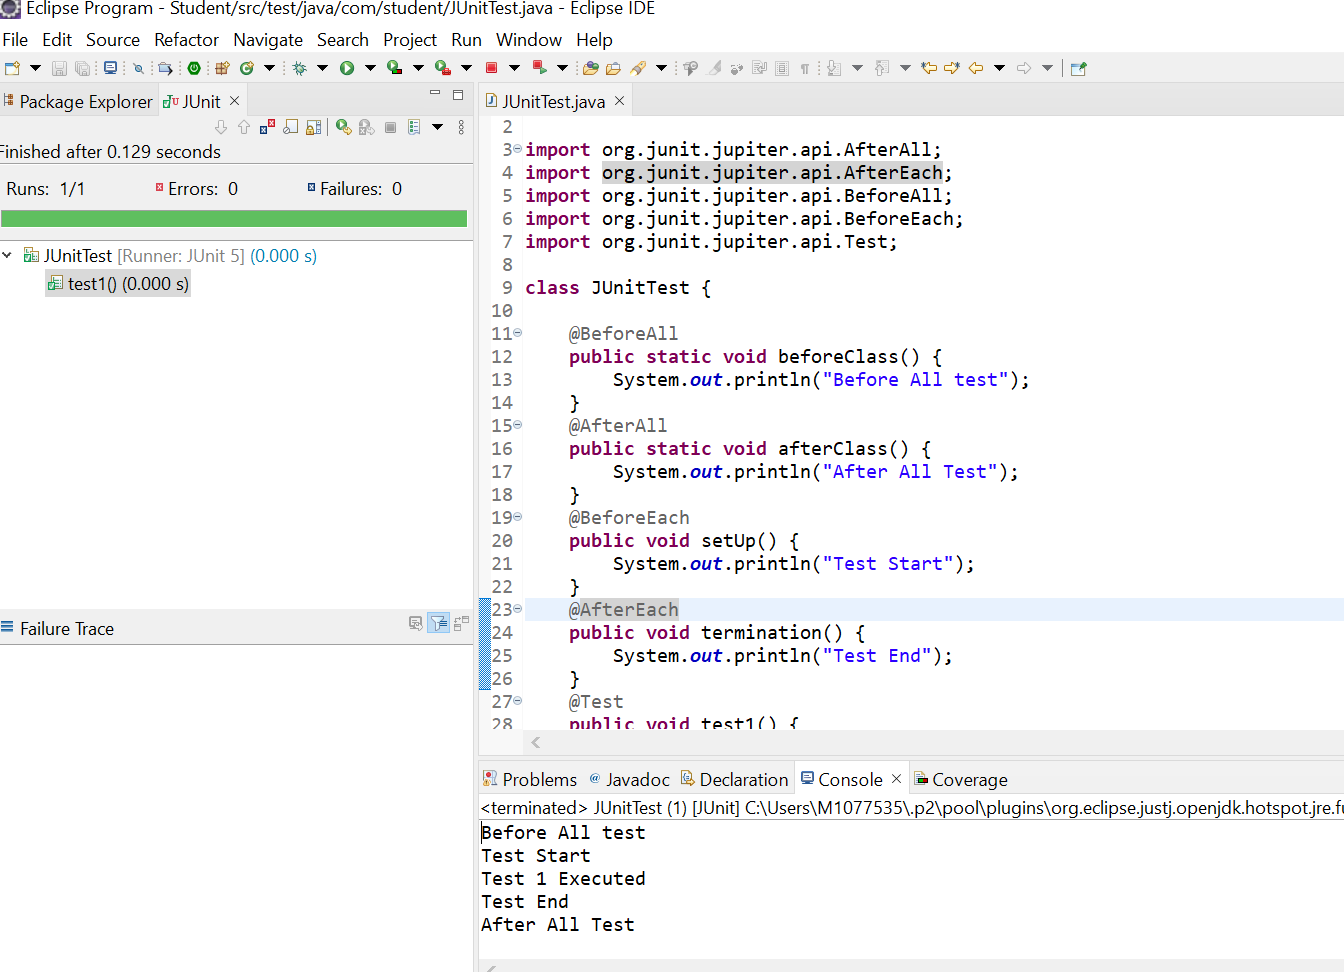 Eclipse Program - Student/src/test/java/com/student/JUnitTest.java - Eclipse IDE
File Edit Source Refactor Navigate Search Project Run Window Help
Package Explorer JUnit
Finished after 0.129 seconds
Runs: 1/1 Errors: 0 Failures: 0
JUnitTest [Runner: JUnit 5] (0.000 s)
test1() (0.000 s)
Failure Trace
JUnitTest.java
2
3 import org.junit.jupiter.api.AfterAll;
4 import org.junit.jupiter.api.AfterEach;
5 import org.junit.jupiter.api.BeforeAll;
6 import org.junit.jupiter.api.BeforeEach;
7 import org.junit.jupiter.api.Test;
8
9 class JUnitTest {
10
11 @BeforeAll
12 public static void beforeClass() {
13 System.out.println("Before All test");
14 }
15 @AfterAll
16 public static void afterClass() {
17 System.out.println("After All Test");
18 }
19 @BeforeEach
20 public void setUp() {
21 System.out.println("Test Start");
22 }
23 @AfterEach
24 public void termination() {
25 System.out.println("Test End");
26 }
27 @Test
28 public void test1() {
Problems Javadoc Declaration Console Coverage
<terminated> JUnitTest (1) [JUnit] C:\Users\M1077535\.p2\pool\plugins\org.eclipse.justj.openjdk.hotspot.jre.fu
Before All test
Test Start
Test 1 Executed
Test End
After All Test